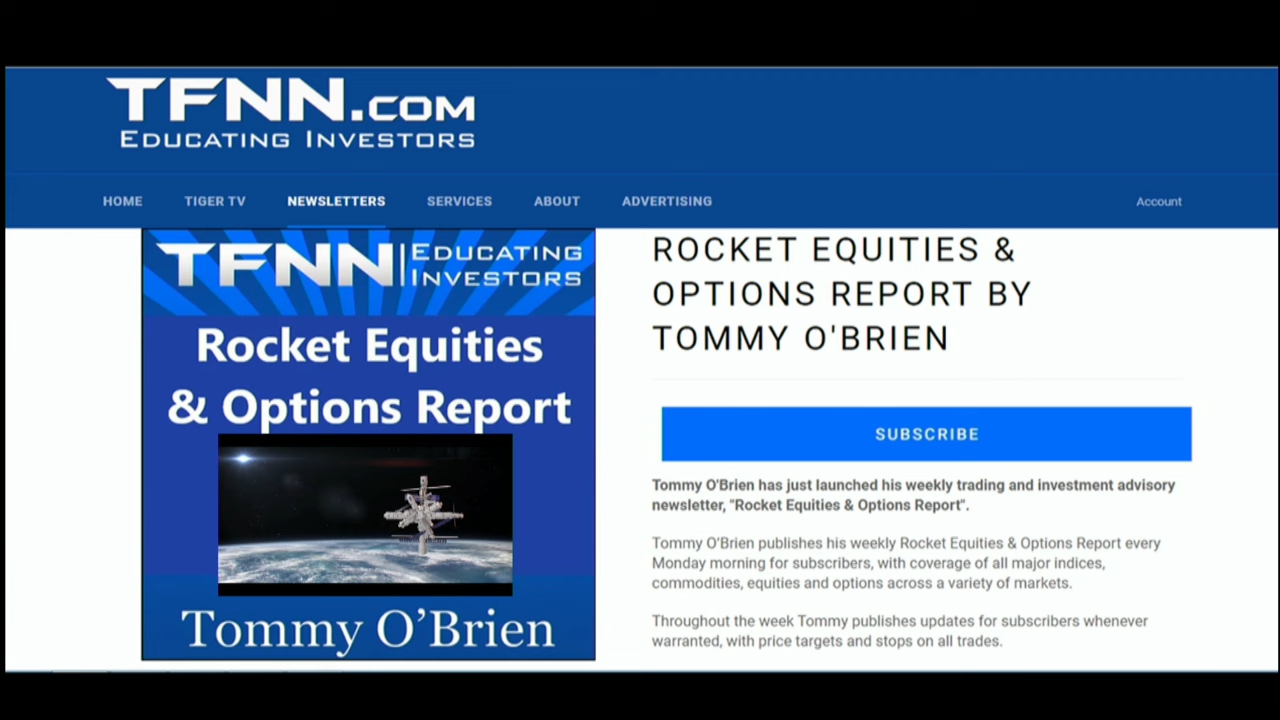 TFNN.COM
EDUCATING INVESTORS
HOME TIGER TV NEWSLETTERS SERVICES ABOUT ADVERTISING Account
TFNN EDUCATING
INVESTORS
Rocket Equities
& Options Report
Tommy O’Brien
ROCKET EQUITIES &
OPTIONS REPORT BY
TOMMY O'BRIEN
SUBSCRIBE
Tommy O'Brien has just launched his weekly trading and investment advisory
newsletter, "Rocket Equities & Options Report".
Tommy O’Brien publishes his weekly Rocket Equities & Options Report every
Monday morning for subscribers, with coverage of all major indices,
commodities, equities and options across a variety of markets.
Throughout the week Tommy publishes updates for subscribers whenever
warranted, with price targets and stops on all trades.